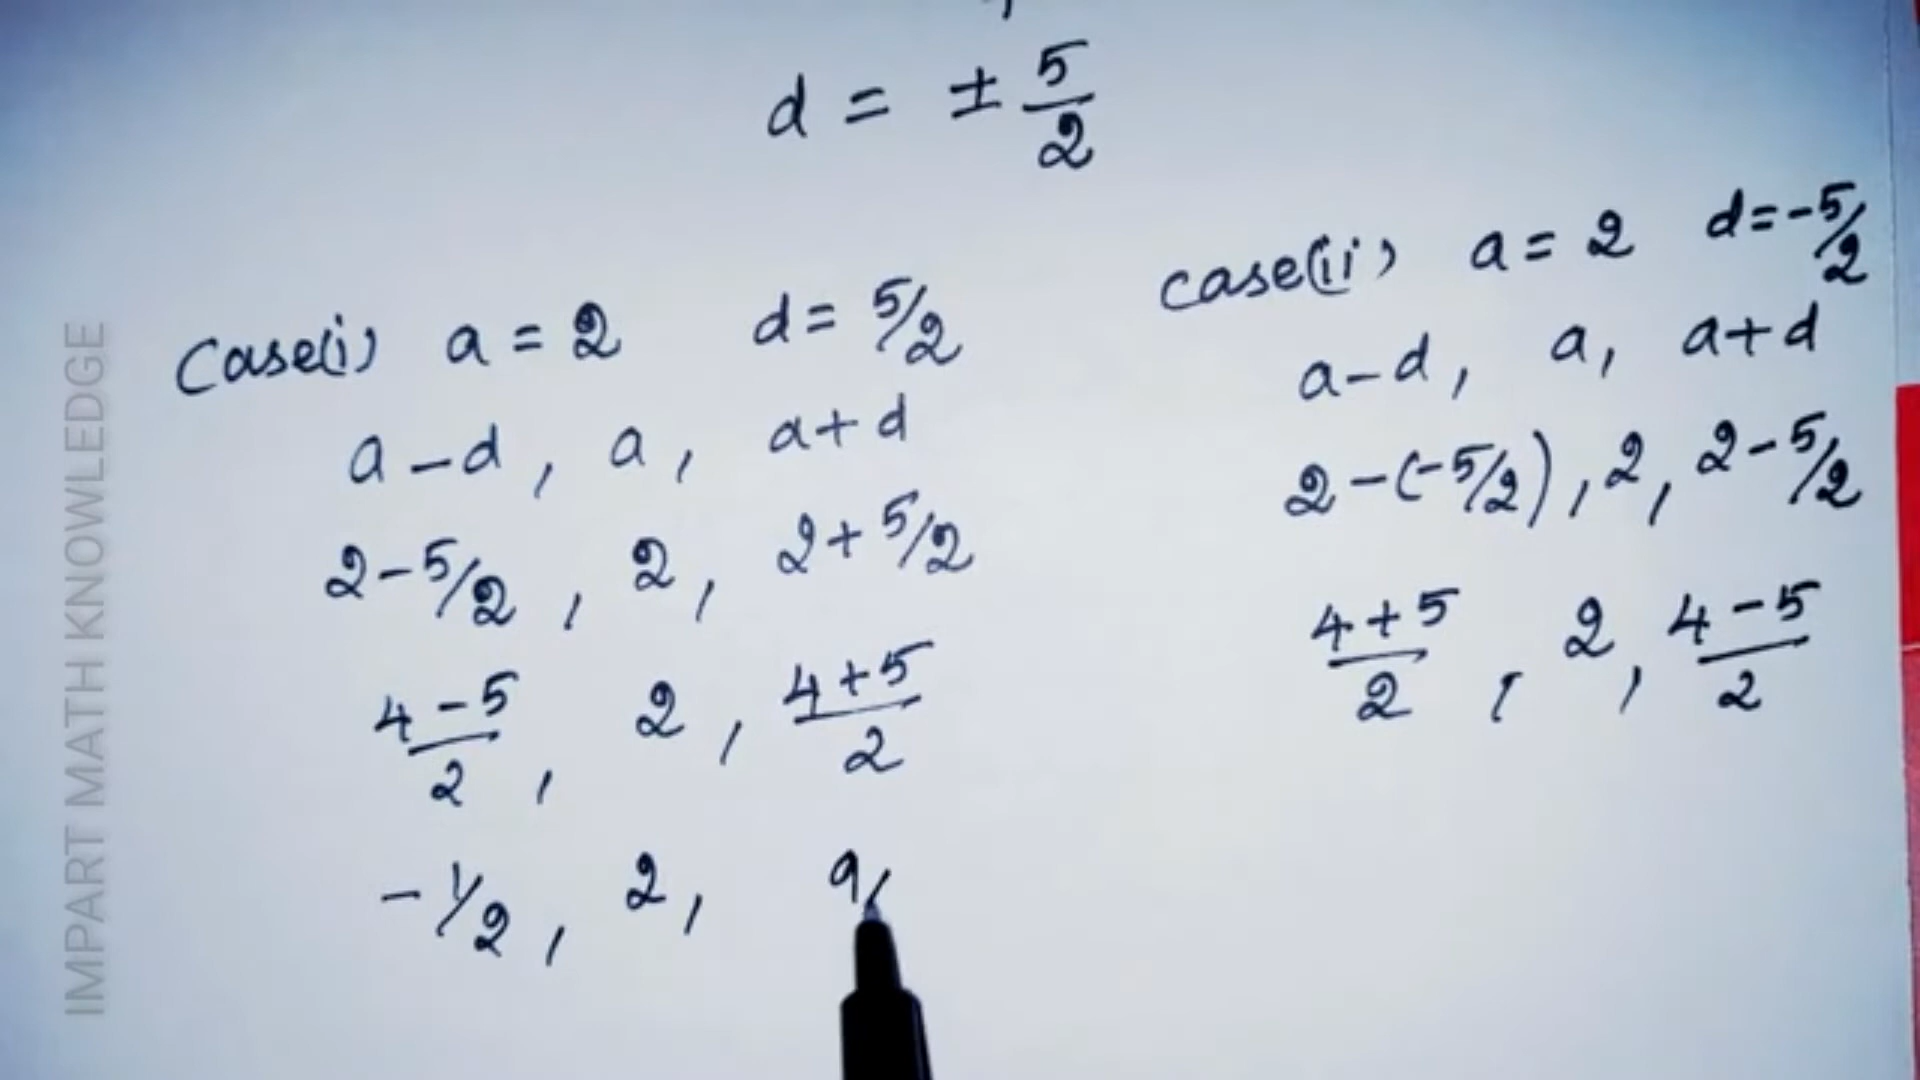 d = ± 5/2
Case(i) a = 2 d = 5/2
a - d , a , a + d
2 - 5/2 , 2 , 2 + 5/2
4 - 5/2 , 2 , 4 + 5/2
- 1/2 , 2 , 9/
case(ii) a = 2 d = -5/2
a - d , a , a + d
2 - (-5/2) , 2 , 2 - 5/2
4 + 5/2 , 2 , 4 - 5/2
IMPART MATH KNOWLEDGE